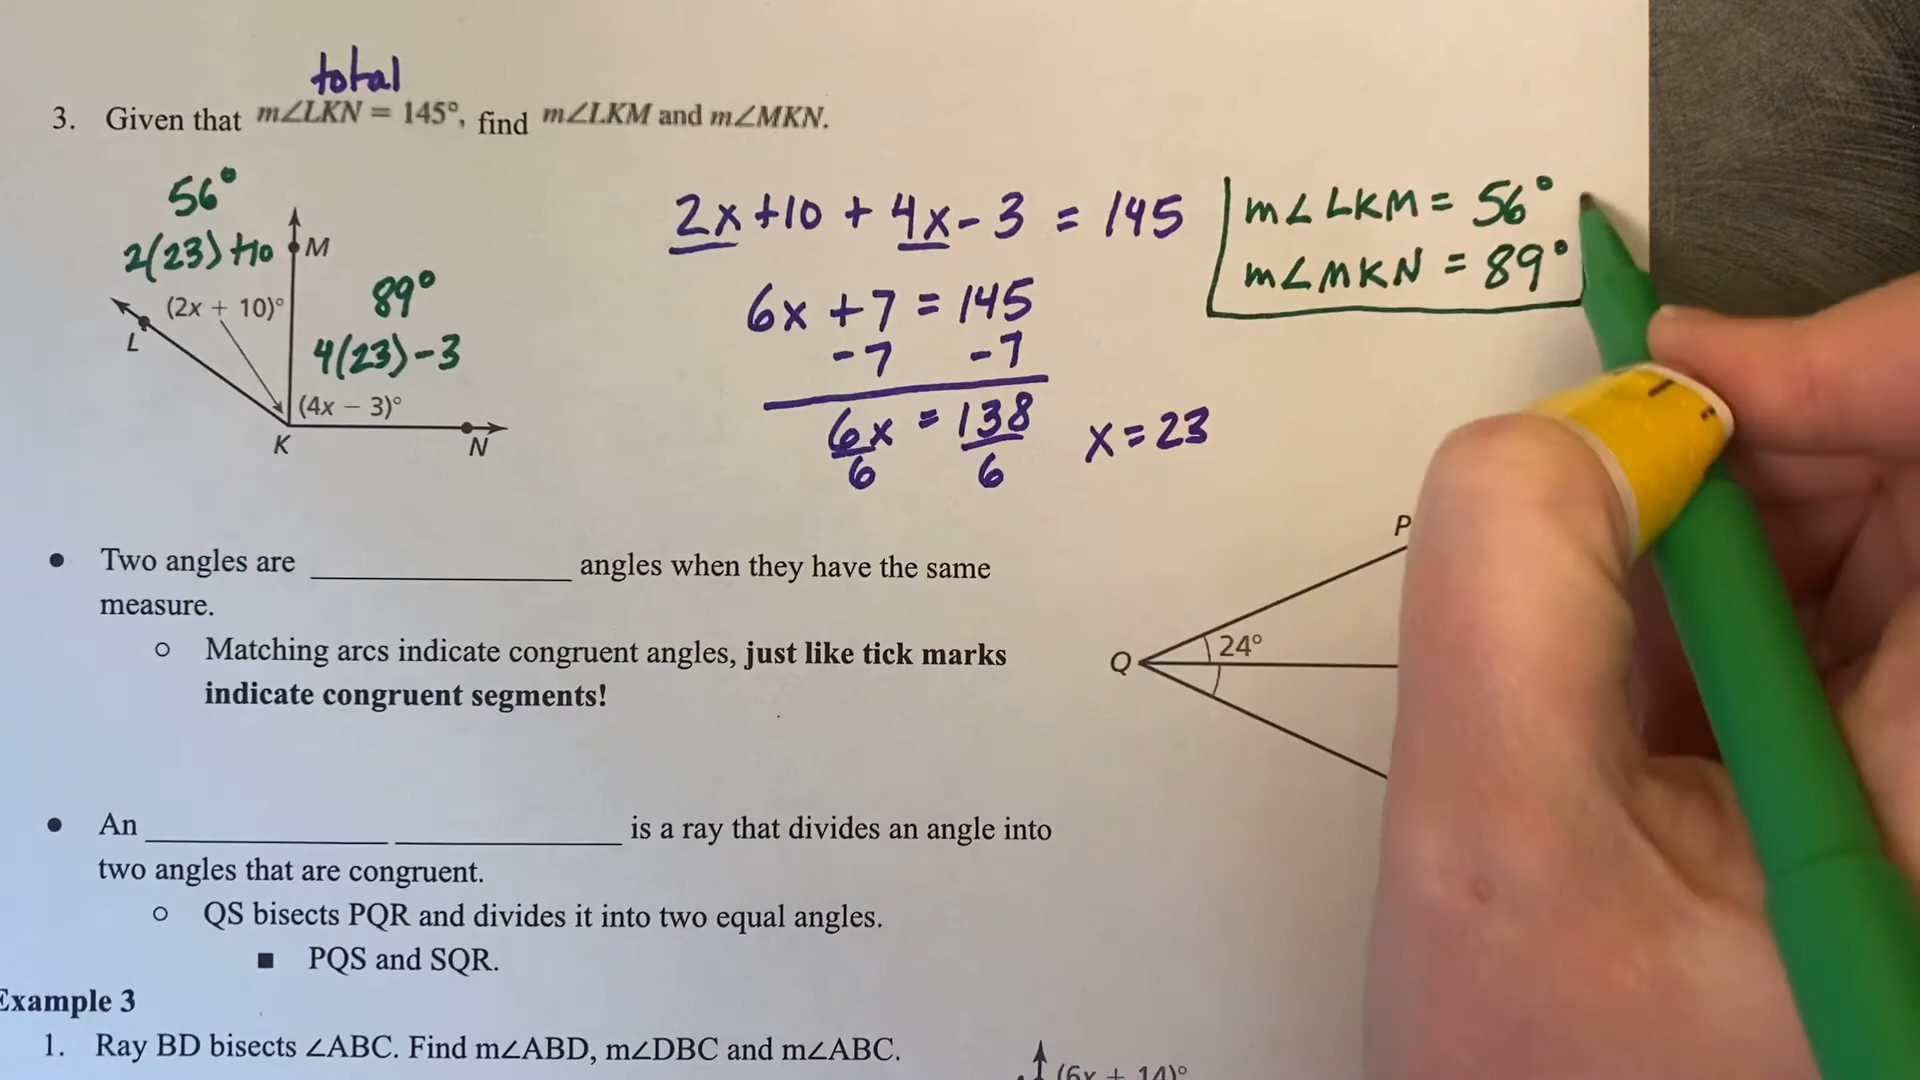 total
3. Given that m∠LKN = 145°, find m∠LKM and m∠MKN.
56°
2(23)+10
M
(2x + 10)°
L
89°
4(23)-3
(4x − 3)°
K
N
2x+10 + 4x-3 = 145
6x +7 = 145
-7 -7
6x = 138
6 6
x=23
m∠LKM = 56°
m∠MKN = 89°
• Two angles are ______ angles when they have the same
measure.
○ Matching arcs indicate congruent angles, just like tick marks
indicate congruent segments!
P
Q
24°
• An ______ ______ is a ray that divides an angle into
two angles that are congruent.
○ QS bisects PQR and divides it into two equal angles.
■ PQS and SQR.
Example 3
1. Ray BD bisects ∠ABC. Find m∠ABD, m∠DBC and m∠ABC.
(6x + 14)°